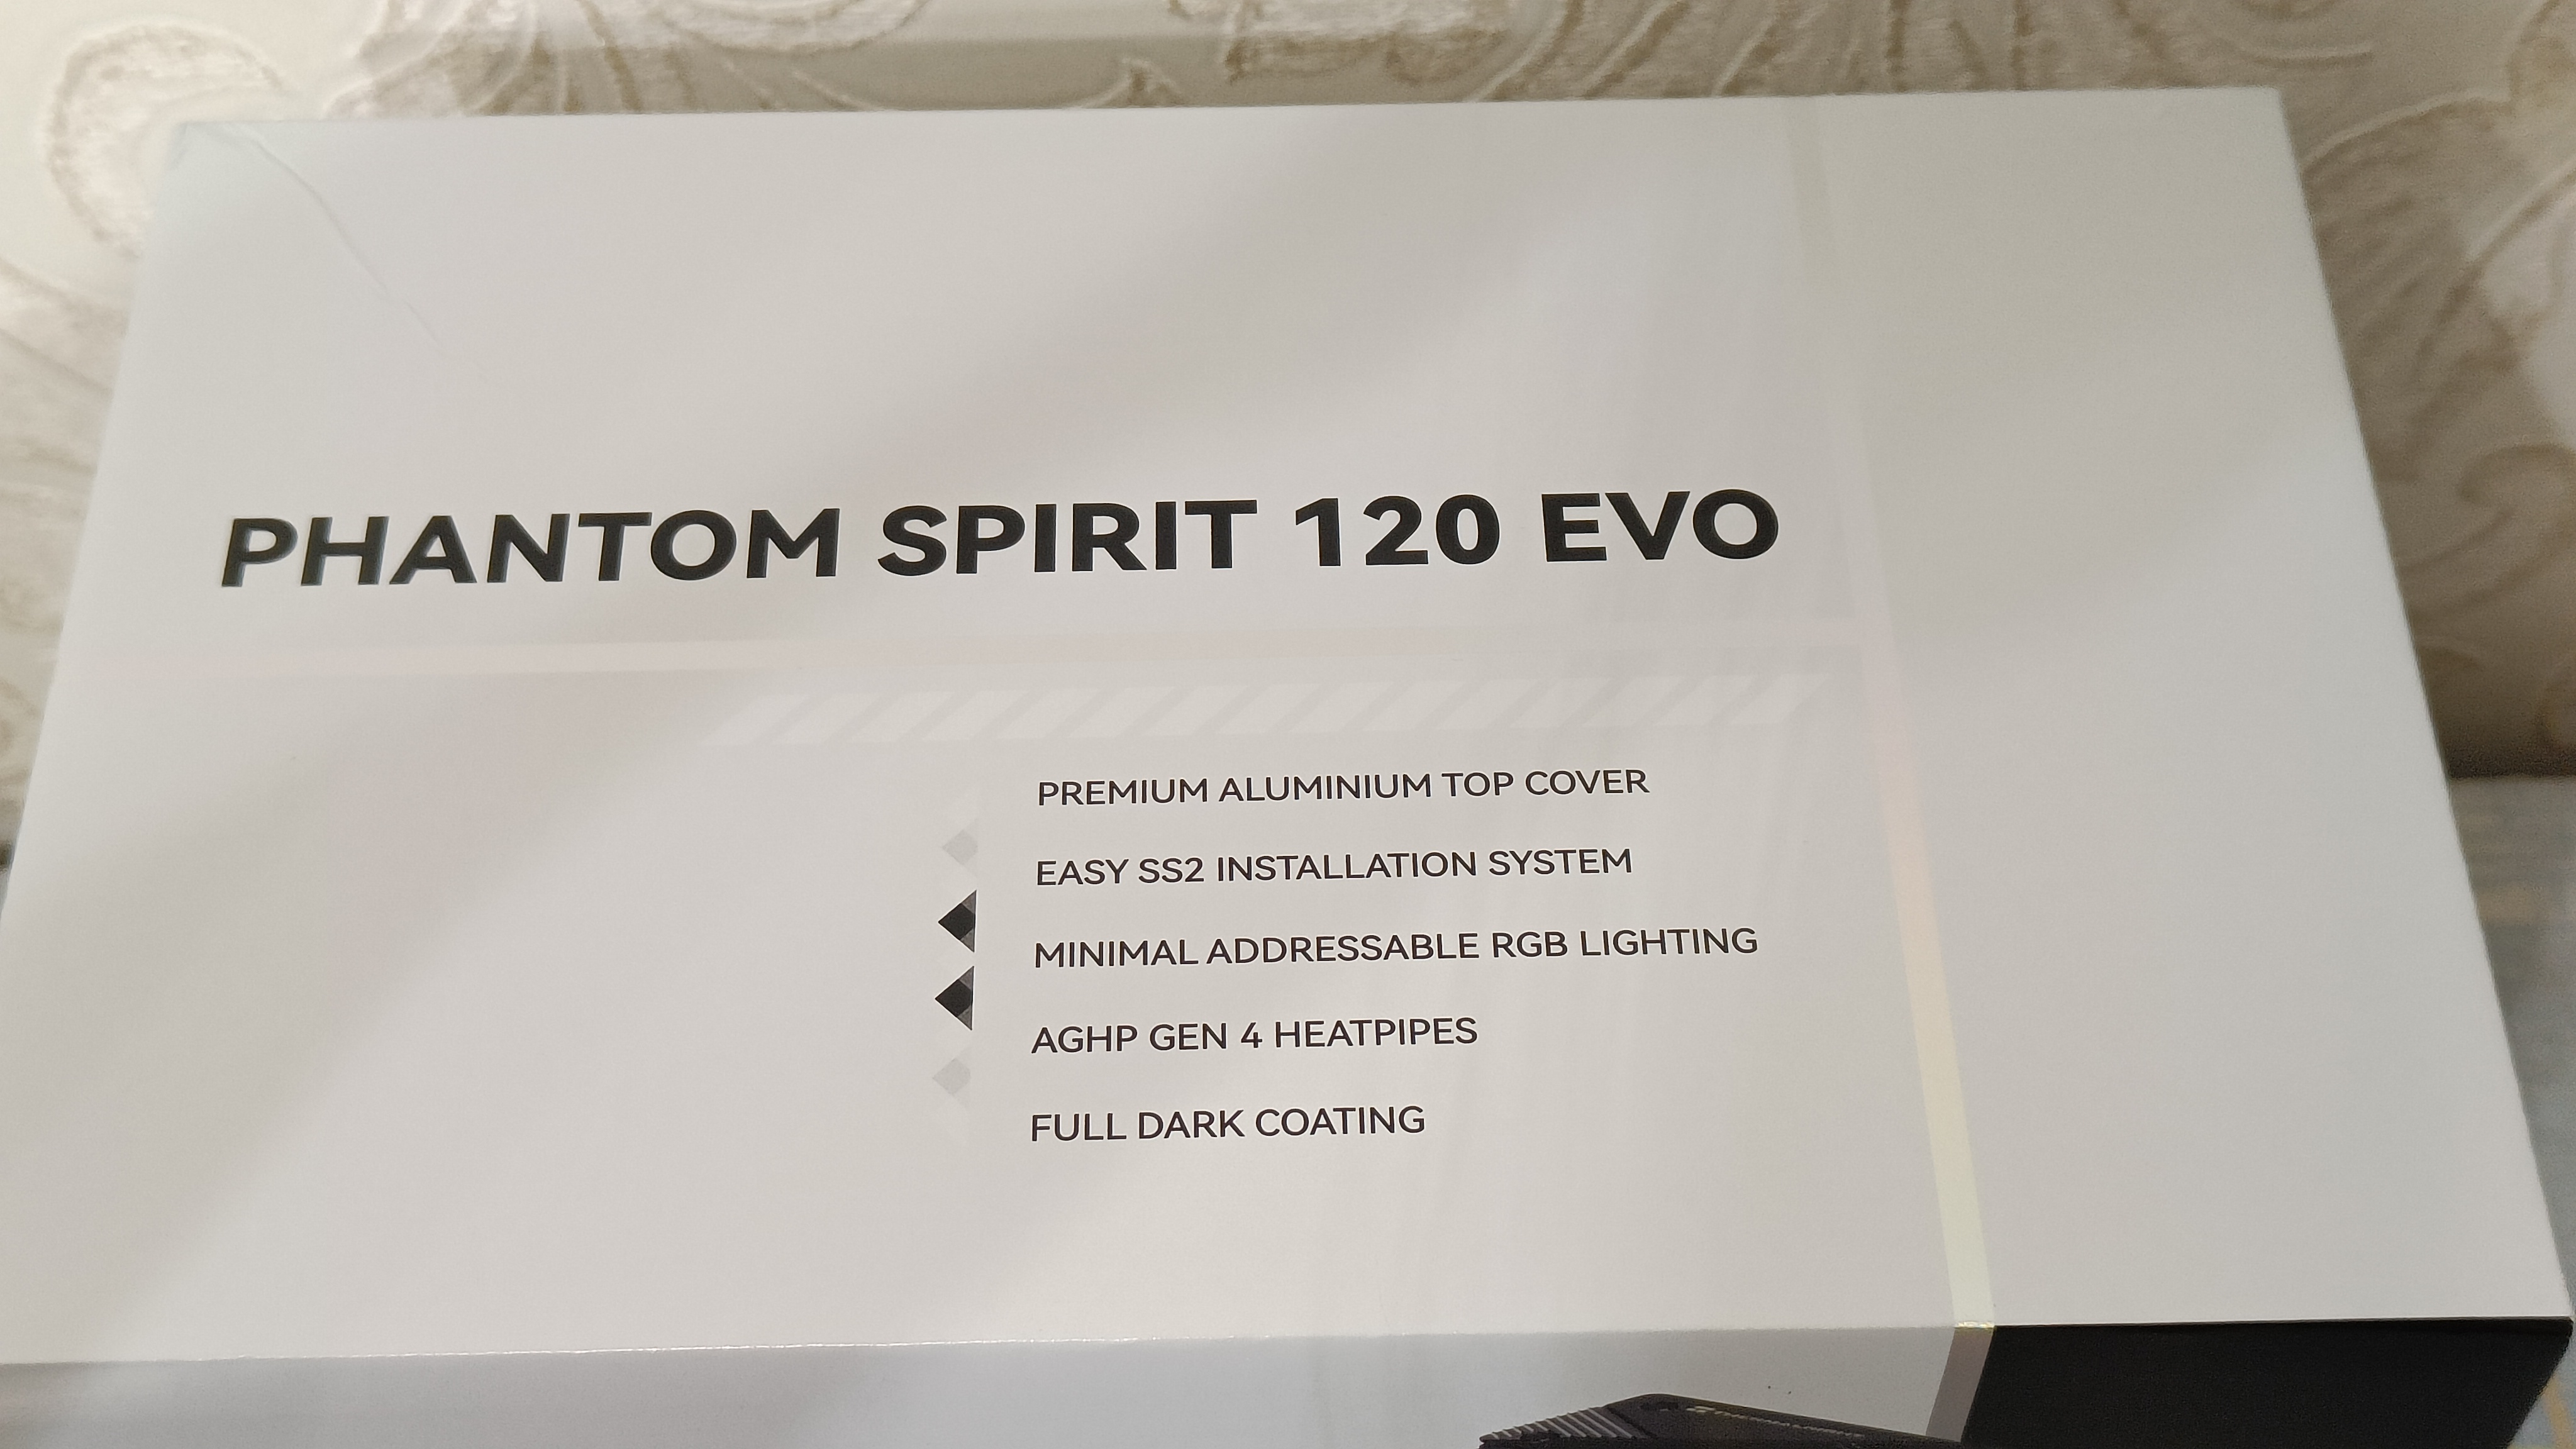 PHANTOM SPIRIT 120 EVO
PREMIUM ALUMINIUM TOP COVER
EASY SS2 INSTALLATION SYSTEM
MINIMAL ADDRESSABLE RGB LIGHTING
AGHP GEN 4 HEATPIPES
FULL DARK COATING